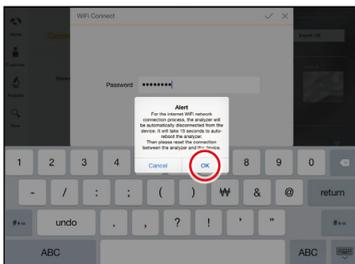 WiFi Connect
Home
Password
Alert
For the internet WiFi network
connection process, the analyzer will
be automatically disconnected from the
device. It will take 15 seconds to auto-
reboot the analyzer.
Then please reset the connection
between the analyzer and the device.
Cancel
OK
1 2 3 4 8 9 0
- / : ; ( ) ₩ & @ return
#+= undo . , ? ! ' " #+=
ABC ABC